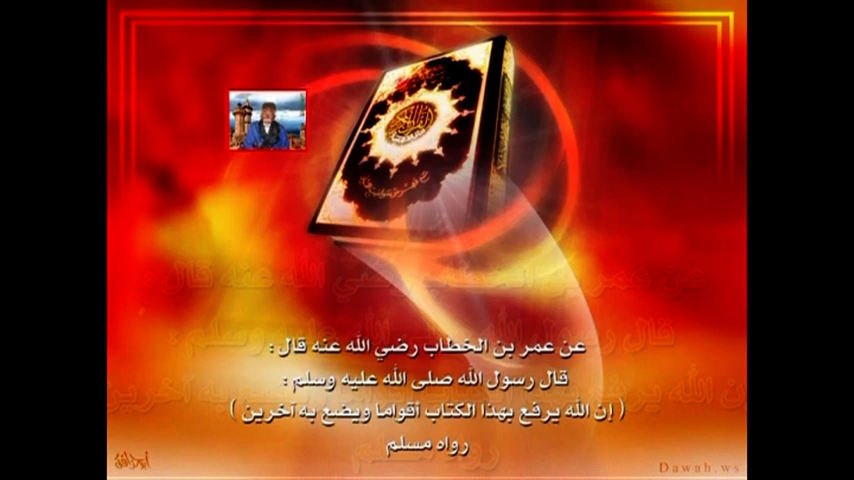 عن عمر بن الخطاب رضي الله عنه قال :
قال رسول الله صلى الله عليه وسلم :
( إن الله يرفع بهذا الكتاب أقواما ويضع به آخرين )
رواه مسلم
Dawah.ws